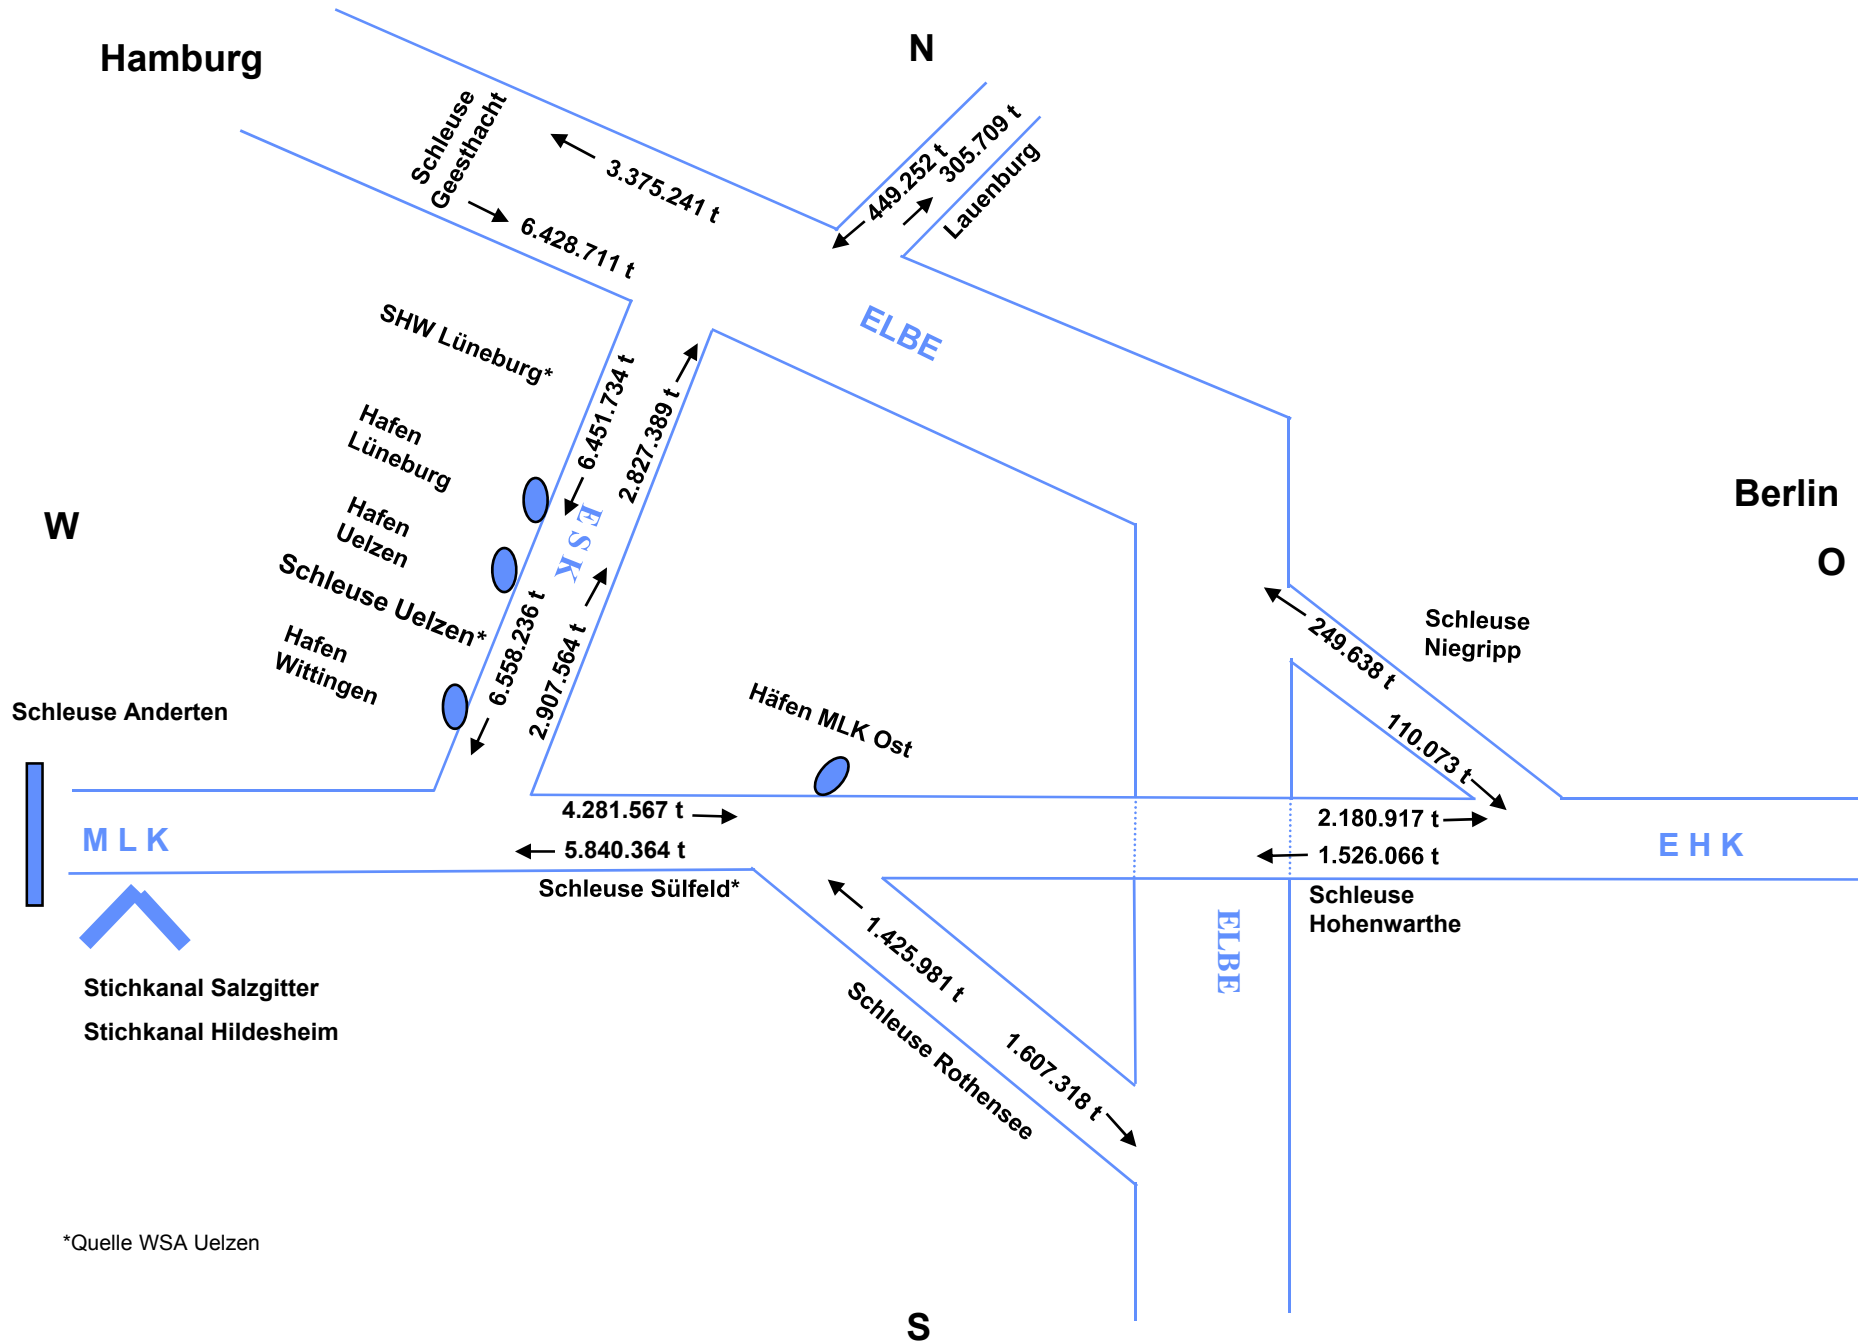 Hamburg
N
Schleuse
Geesthacht
3.375.241 t
6.428.711 t
449.252 t
305.709 t
Lauenburg
ELBE
SHW Lüneburg*
6.451.734 t
2.827.389 t
Hafen
Lüneburg
W
Hafen
Uelzen
E S K
Berlin
O
Schleuse Uelzen*
6.558.236 t
2.907.564 t
Hafen
Wittingen
249.638 t
Schleuse
Niegripp
110.073 t
Schleuse Anderten
Häfen MLK Ost
4.281.567 t
2.180.917 t
M L K
5.840.364 t
1.526.066 t
E H K
Schleuse Sülfeld*
Schleuse
Hohenwarthe
ELBE
1.425.981 t
Schleuse Rothensee
1.607.318 t
Stichkanal Salzgitter
Stichkanal Hildesheim
*Quelle WSA Uelzen
S